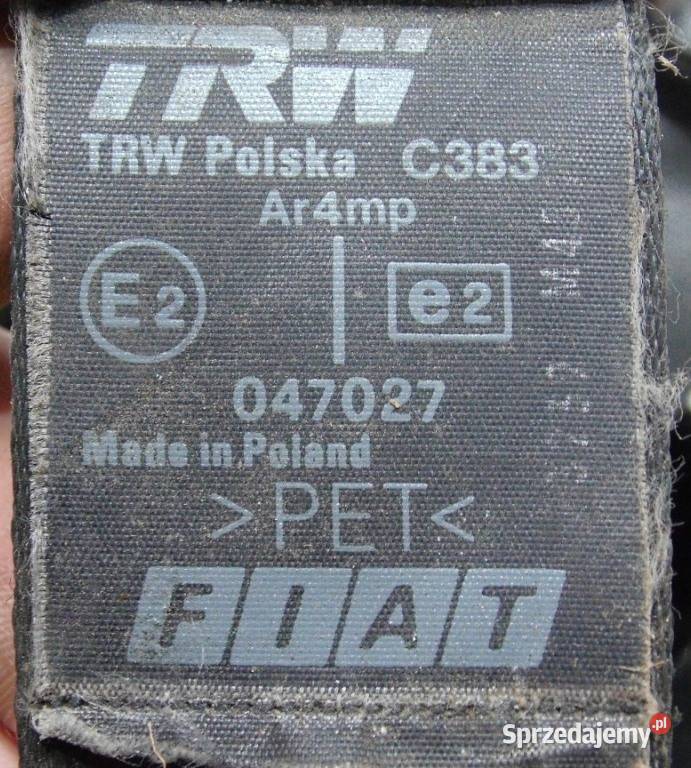 TRW
TRW Polska C383
Ar4mp
E2 e2
047027
Made in Poland
>PET<
FIAT
Sprzedajemy.pl